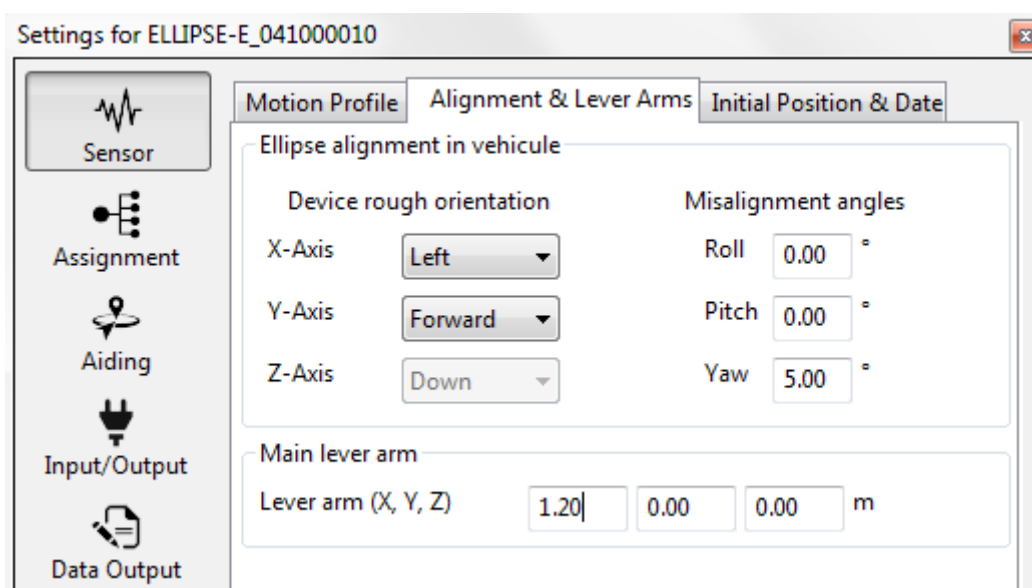 Settings for ELLIPSE-E_041000010
Sensor
Assignment
Aiding
Input/Output
Data Output
Motion Profile
Alignment & Lever Arms
Initial Position & Date
Ellipse alignment in vehicule
Device rough orientation
Misalignment angles
X-Axis Left Roll 0.00 °
Y-Axis Forward Pitch 0.00 °
Z-Axis Down Yaw 5.00 °
Main lever arm
Lever arm (X, Y, Z) 1.20 0.00 0.00 m